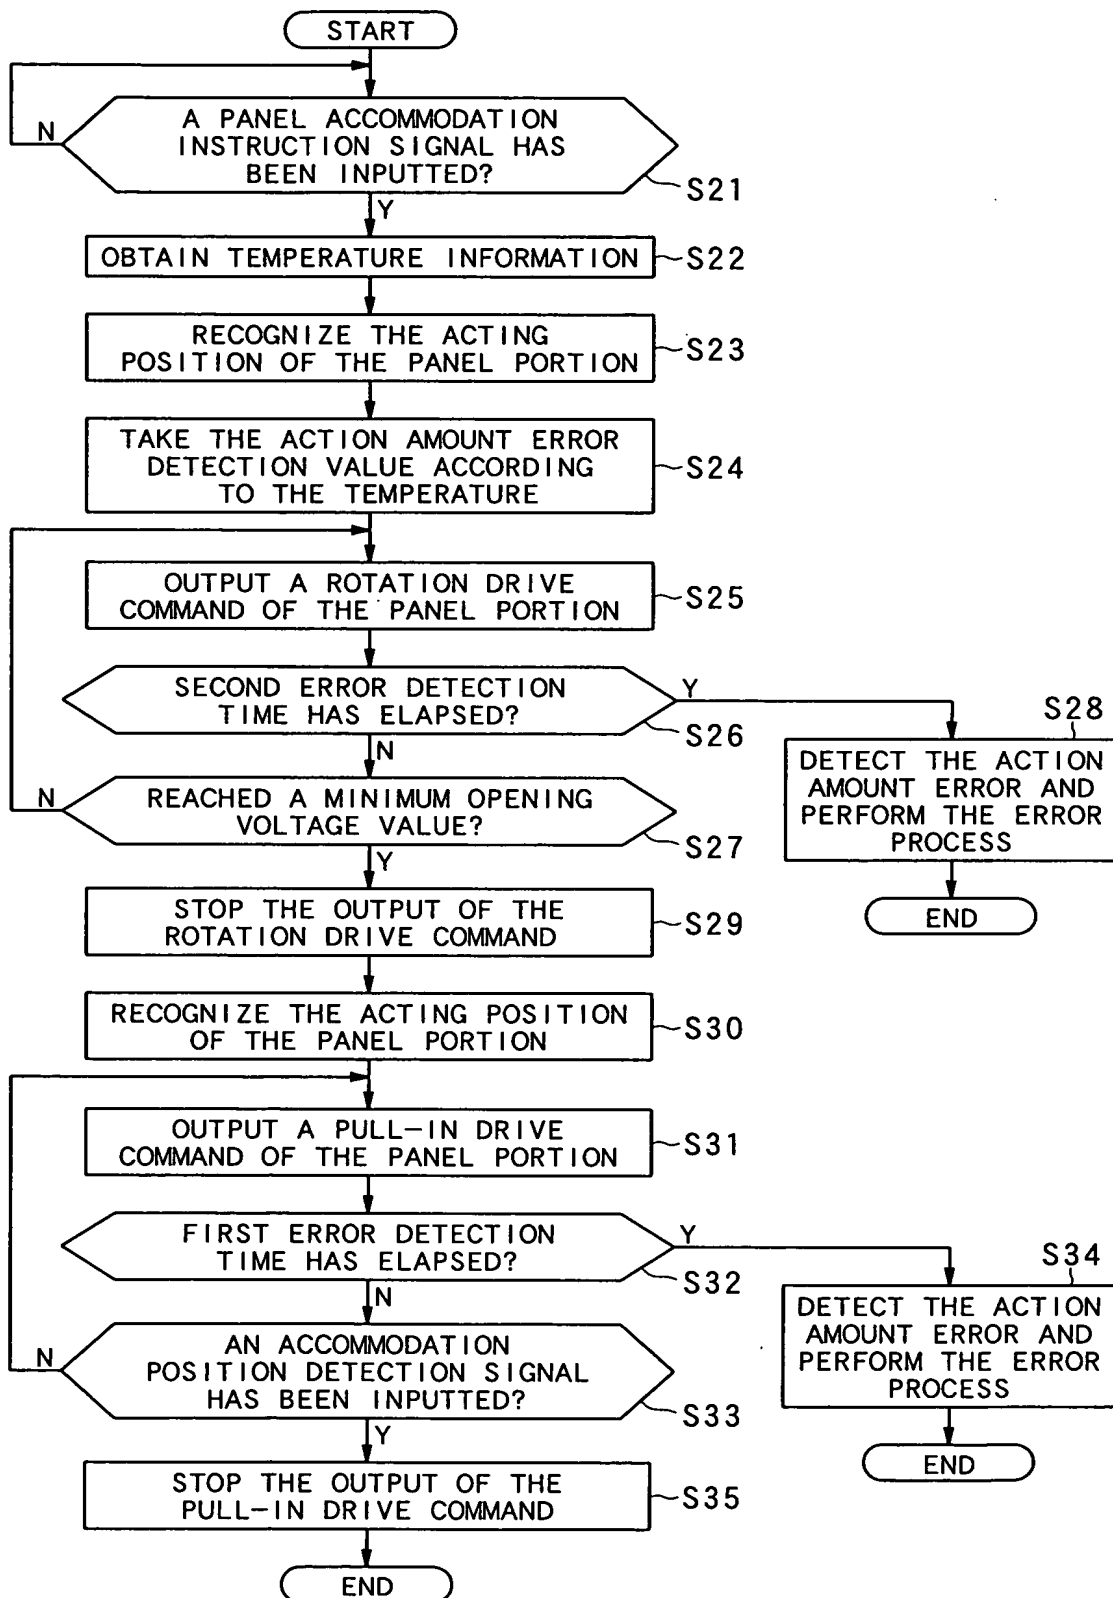 START
N
A PANEL ACCOMMODATION
INSTRUCTION SIGNAL HAS
BEEN INPUTTED?
S21
Y
OBTAIN TEMPERATURE INFORMATION
S22
RECOGNIZE THE ACTING
POSITION OF THE PANEL PORTION
S23
TAKE THE ACTION AMOUNT ERROR
DETECTION VALUE ACCORDING
TO THE TEMPERATURE
S24
OUTPUT A ROTATION DRIVE
COMMAND OF THE PANEL PORTION
S25
SECOND ERROR DETECTION
TIME HAS ELAPSED?
Y
S26
N
S28
DETECT THE ACTION
AMOUNT ERROR AND
PERFORM THE ERROR
PROCESS
END
N
REACHED A MINIMUM OPENING
VOLTAGE VALUE?
S27
Y
STOP THE OUTPUT OF THE
ROTATION DRIVE COMMAND
S29
RECOGNIZE THE ACTING POSITION
OF THE PANEL PORTION
S30
OUTPUT A PULL-IN DRIVE
COMMAND OF THE PANEL PORTION
S31
FIRST ERROR DETECTION
TIME HAS ELAPSED?
Y
S32
N
S34
DETECT THE ACTION
AMOUNT ERROR AND
PERFORM THE ERROR
PROCESS
END
N
AN ACCOMMODATION
POSITION DETECTION SIGNAL
HAS BEEN INPUTTED?
S33
Y
STOP THE OUTPUT OF THE
PULL-IN DRIVE COMMAND
S35
END